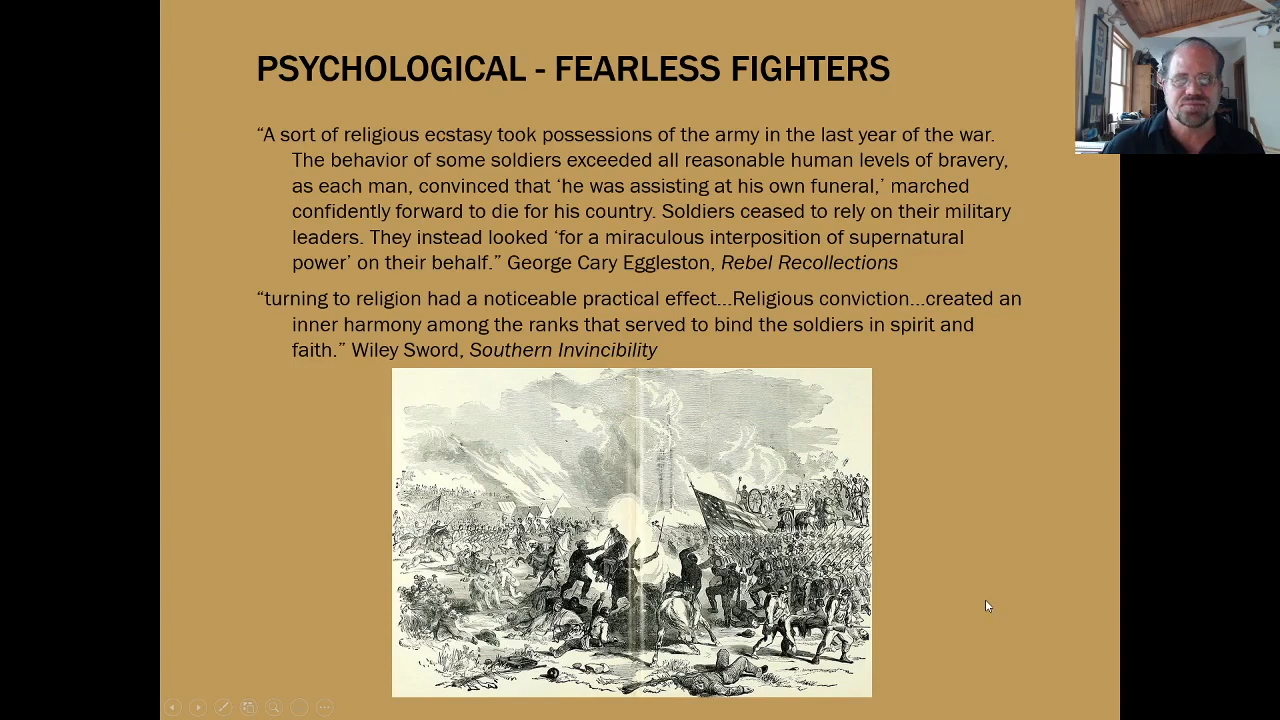 PSYCHOLOGICAL - FEARLESS FIGHTERS
“A sort of religious ecstasy took possessions of the army in the last year of the war.
The behavior of some soldiers exceeded all reasonable human levels of bravery,
as each man, convinced that ‘he was assisting at his own funeral,’ marched
confidently forward to die for his country. Soldiers ceased to rely on their military
leaders. They instead looked ‘for a miraculous interposition of supernatural
power’ on their behalf.” George Cary Eggleston, Rebel Recollections
“turning to religion had a noticeable practical effect…Religious conviction…created an
inner harmony among the ranks that served to bind the soldiers in spirit and
faith.” Wiley Sword, Southern Invincibility